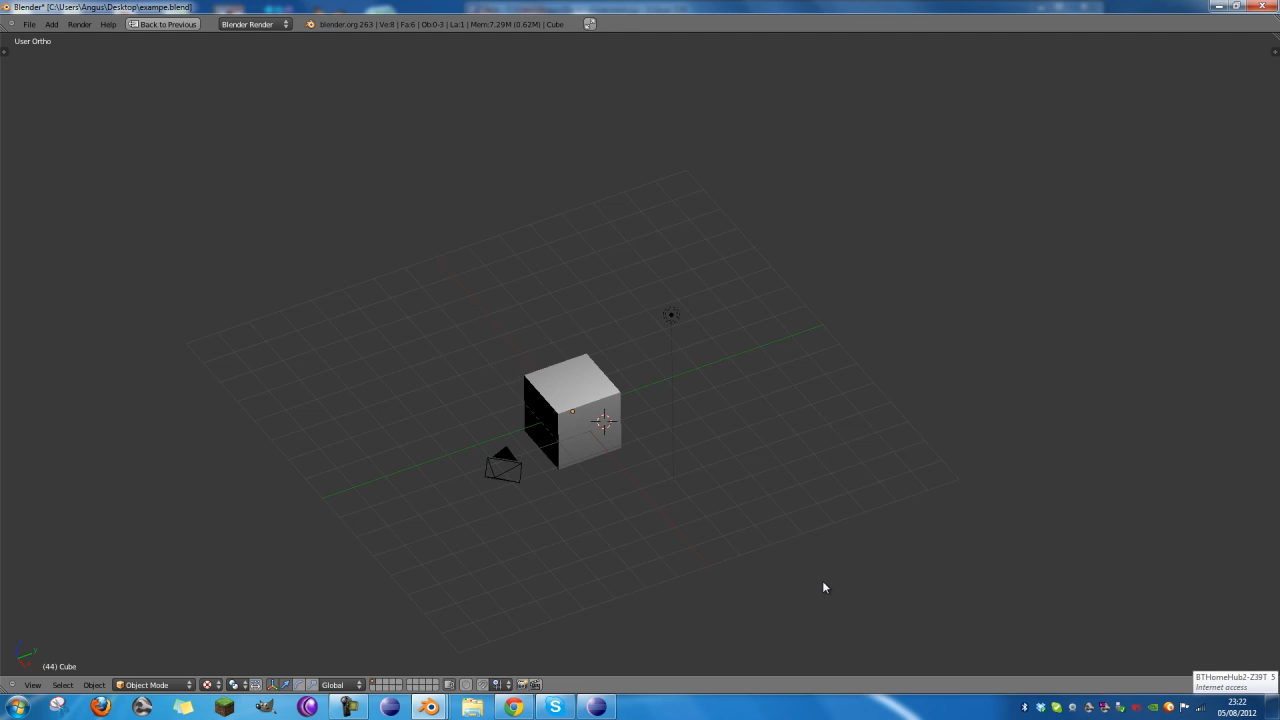 Blender* [C:\Users\Angus\Desktop\exampe.blend]
File Add Render Help Back to Previous Blender Render blender.org 263 | Ve:8 | Fa:6 | Ob:0-3 | La:1 | Mem:7.29M (0.62M) | Cube
User Ortho
(44) Cube
View Select Object Object Mode Global
BTHomeHub2-Z39T 5
Internet access
23:22
05/08/2012